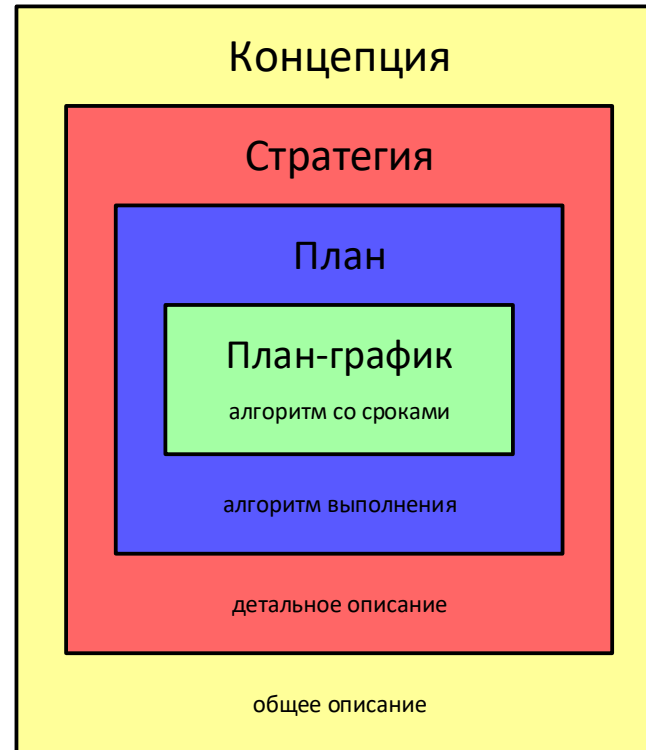 Концепция
Стратегия
План
План-график
алгоритм со сроками
алгоритм выполнения
детальное описание
общее описание